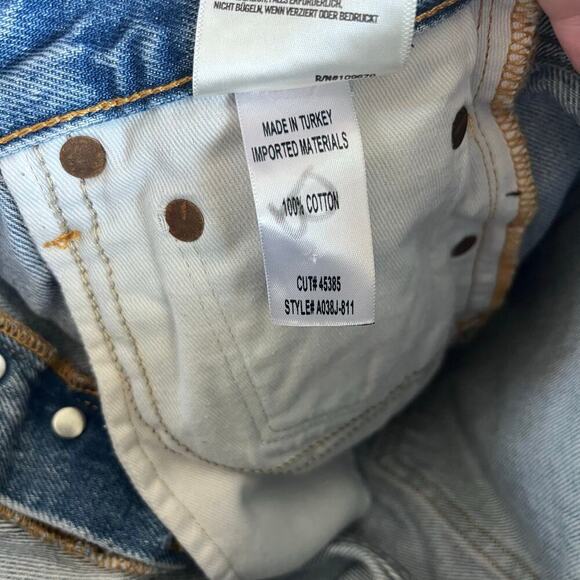 NICHT BÜGELN, WENN VERZIERT ODER BEDRUCKT
MADE IN TURKEY
IMPORTED MATERIALS
100% COTTON
CUT# 45385
STYLE# A038J-811